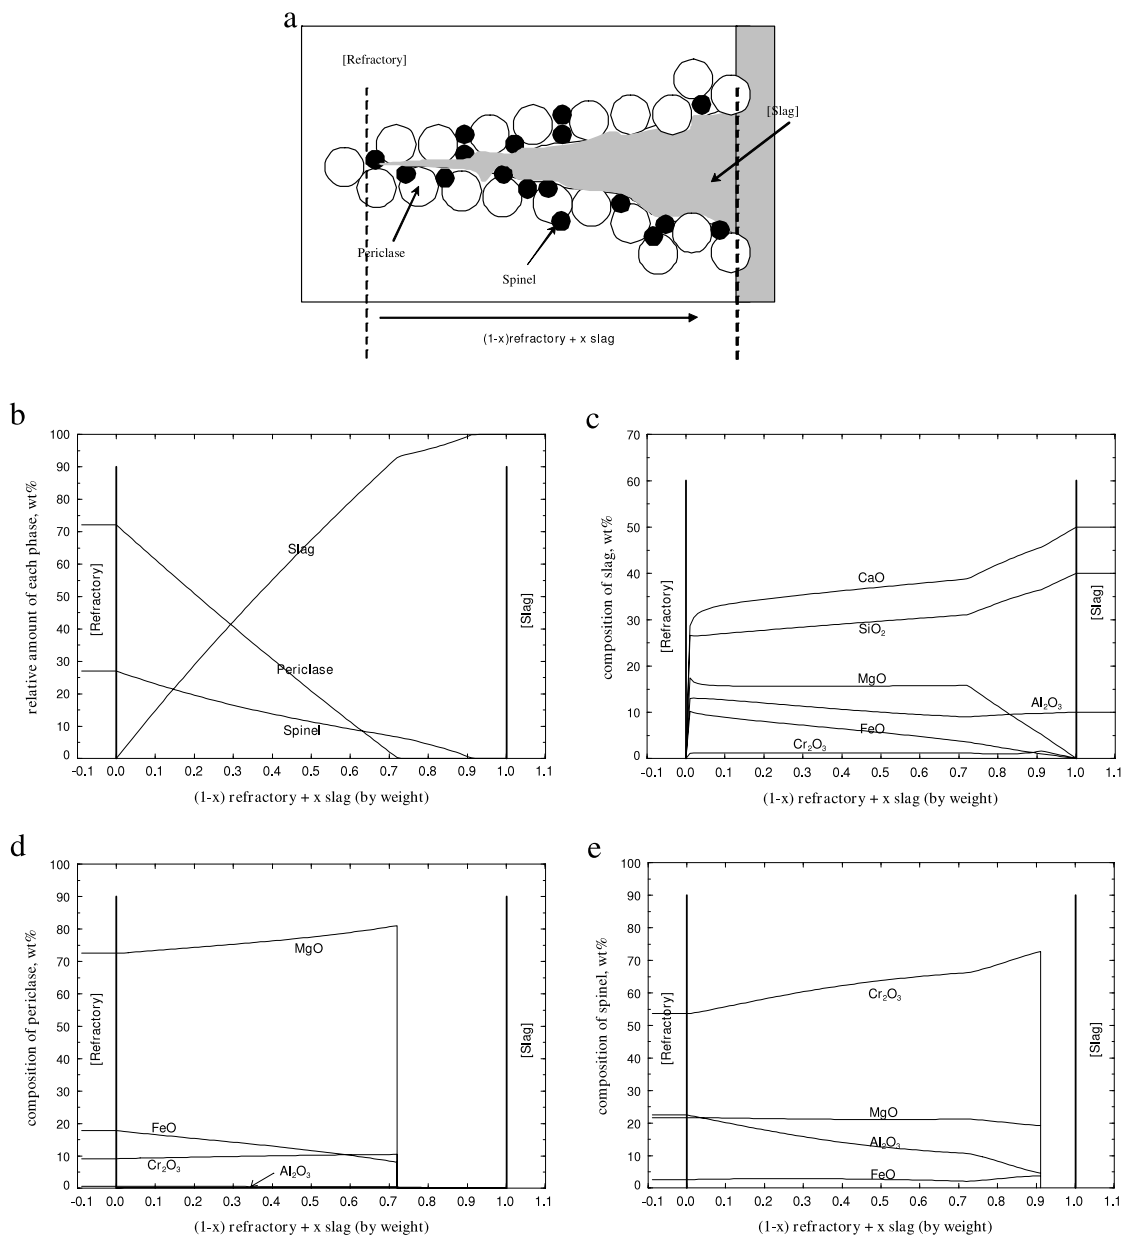 a
[Refractory]
[Slag]
Periclase
Spinel
(1-x)refractory + x slag
b
relative amount of each phase, wt%
100
90
80
70
60
50
40
30
20
10
0
[Refractory]
Slag
Periclase
Spinel
[Slag]
-0.1 0.0 0.1 0.2 0.3 0.4 0.5 0.6 0.7 0.8 0.9 1.0 1.1
(1-x) refractory + x slag (by weight)
c
composition of slag, wt%
70
60
50
40
30
20
10
0
[Refractory]
CaO
SiO2
MgO
Al2O3
FeO
Cr2O3
[Slag]
-0.1 0.0 0.1 0.2 0.3 0.4 0.5 0.6 0.7 0.8 0.9 1.0 1.1
(1-x) refractory + x slag (by weight)
d
composition of periclase, wt%
100
90
80
70
60
50
40
30
20
10
0
[Refractory]
MgO
FeO
Cr2O3
Al2O3
[Slag]
-0.1 0.0 0.1 0.2 0.3 0.4 0.5 0.6 0.7 0.8 0.9 1.0 1.1
(1-x) refractory + x slag (by weight)
e
composition of spinel, wt%
100
90
80
70
60
50
40
30
20
10
0
[Refractory]
Cr2O3
MgO
Al2O3
FeO
[Slag]
-0.1 0.0 0.1 0.2 0.3 0.4 0.5 0.6 0.7 0.8 0.9 1.0 1.1
(1-x) refractory + x slag (by weight)